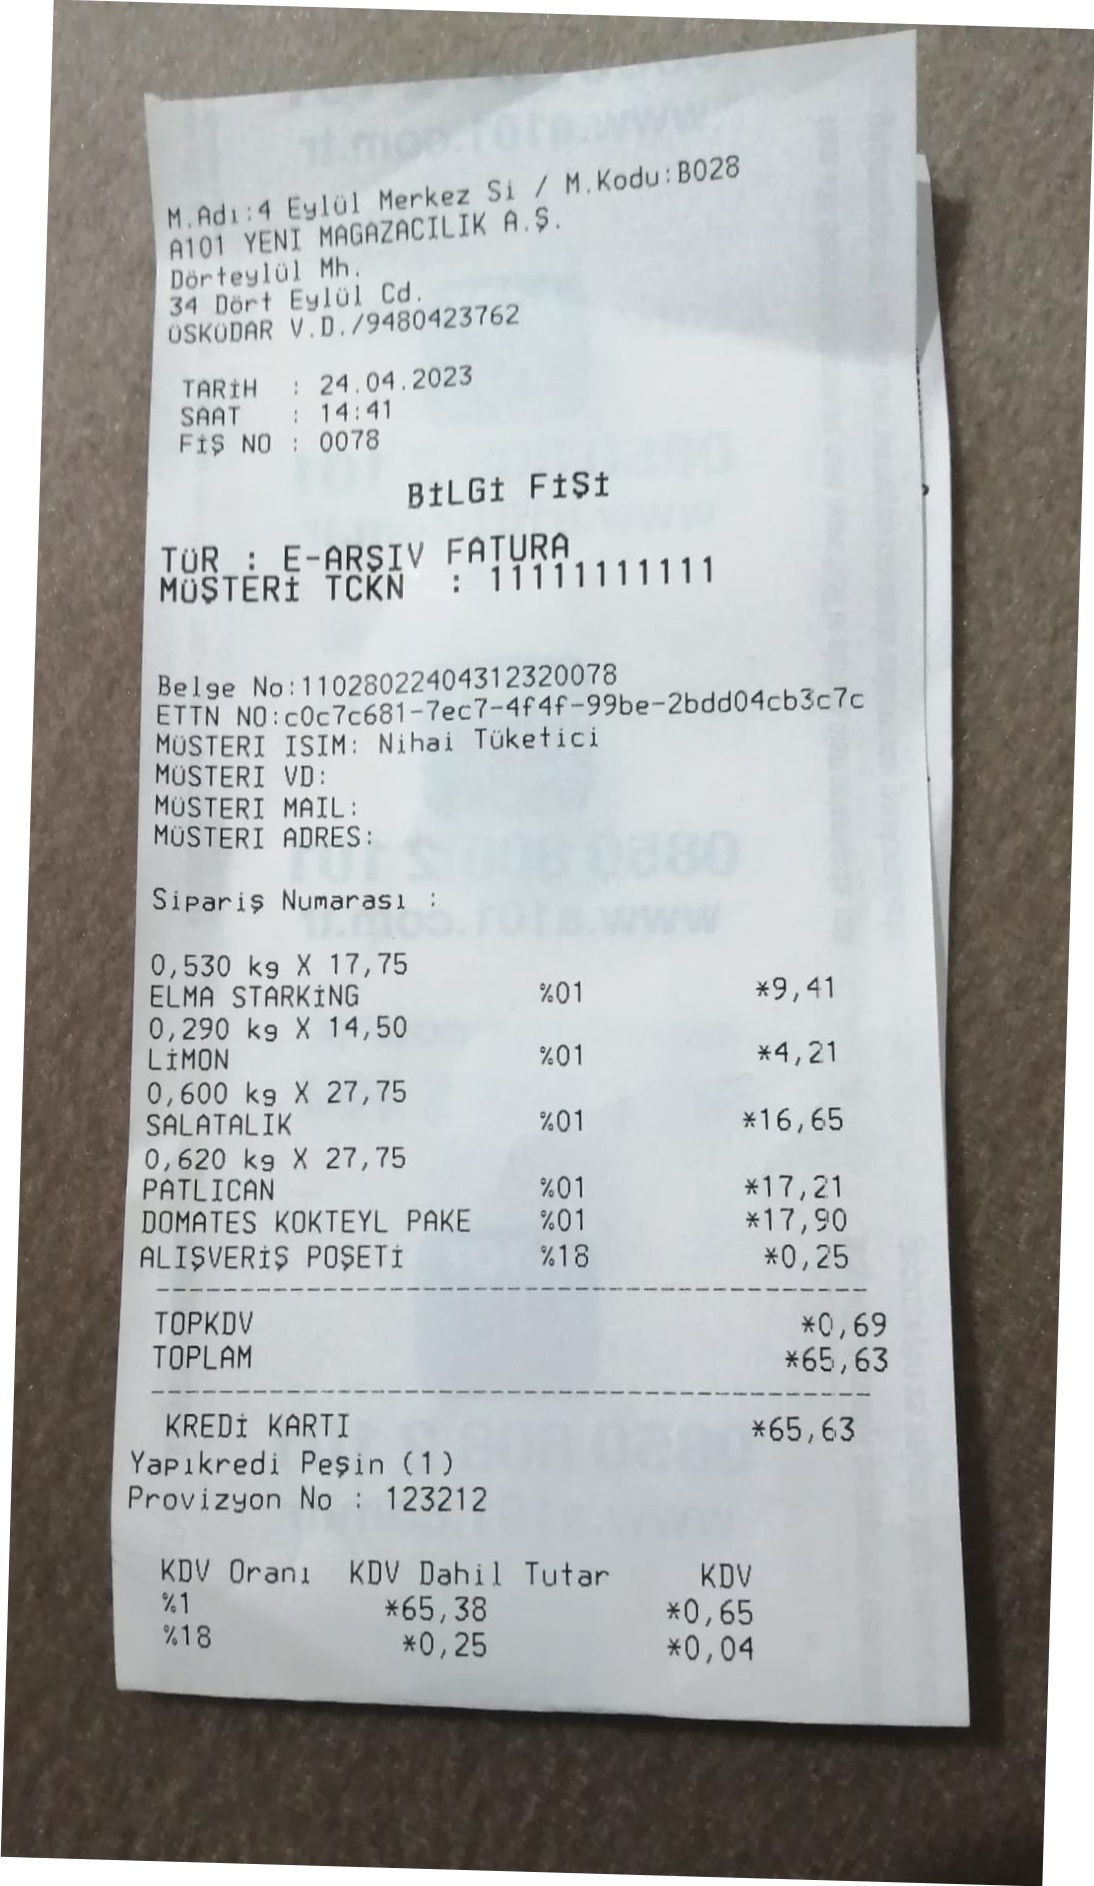 M.Adı:4 Eylül Merkez Si / M.Kodu:B028
A101 YENI MAGAZACILIK A.Ş.
Dörteylül Mh.
34 Dört Eylül Cd.
ÜSKÜDAR V.D./9480423762
TARİH : 24.04.2023
SAAT : 14:41
FİŞ NO : 0078
BİLGİ FİŞİ
TÜR : E-ARŞIV FATURA
MÜŞTERİ TCKN : 11111111111
Belge No:11028022404312320078
ETTN NO:c0c7c681-7ec7-4f4f-99be-2bdd04cb3c7c
MÜSTERI ISIM: Nihai Tüketici
MÜSTERI VD:
MÜSTERI MAIL:
MÜSTERI ADRES:
Sipariş Numarası :
0,530 kg X 17,75
ELMA STARKİNG %01 *9,41
0,290 kg X 14,50
LİMON %01 *4,21
0,600 kg X 27,75
SALATALIK %01 *16,65
0,620 kg X 27,75
PATLICAN %01 *17,21
DOMATES KOKTEYL PAKE %01 *17,90
ALIŞVERİŞ POŞETİ %18 *0,25
TOPKDV *0,69
TOPLAM *65,63
KREDİ KARTI *65,63
Yapıkredi Peşin (1)
Provizyon No : 123212
KDV Oranı KDV Dahil Tutar KDV
%1 *65,38 *0,65
%18 *0,25 *0,04